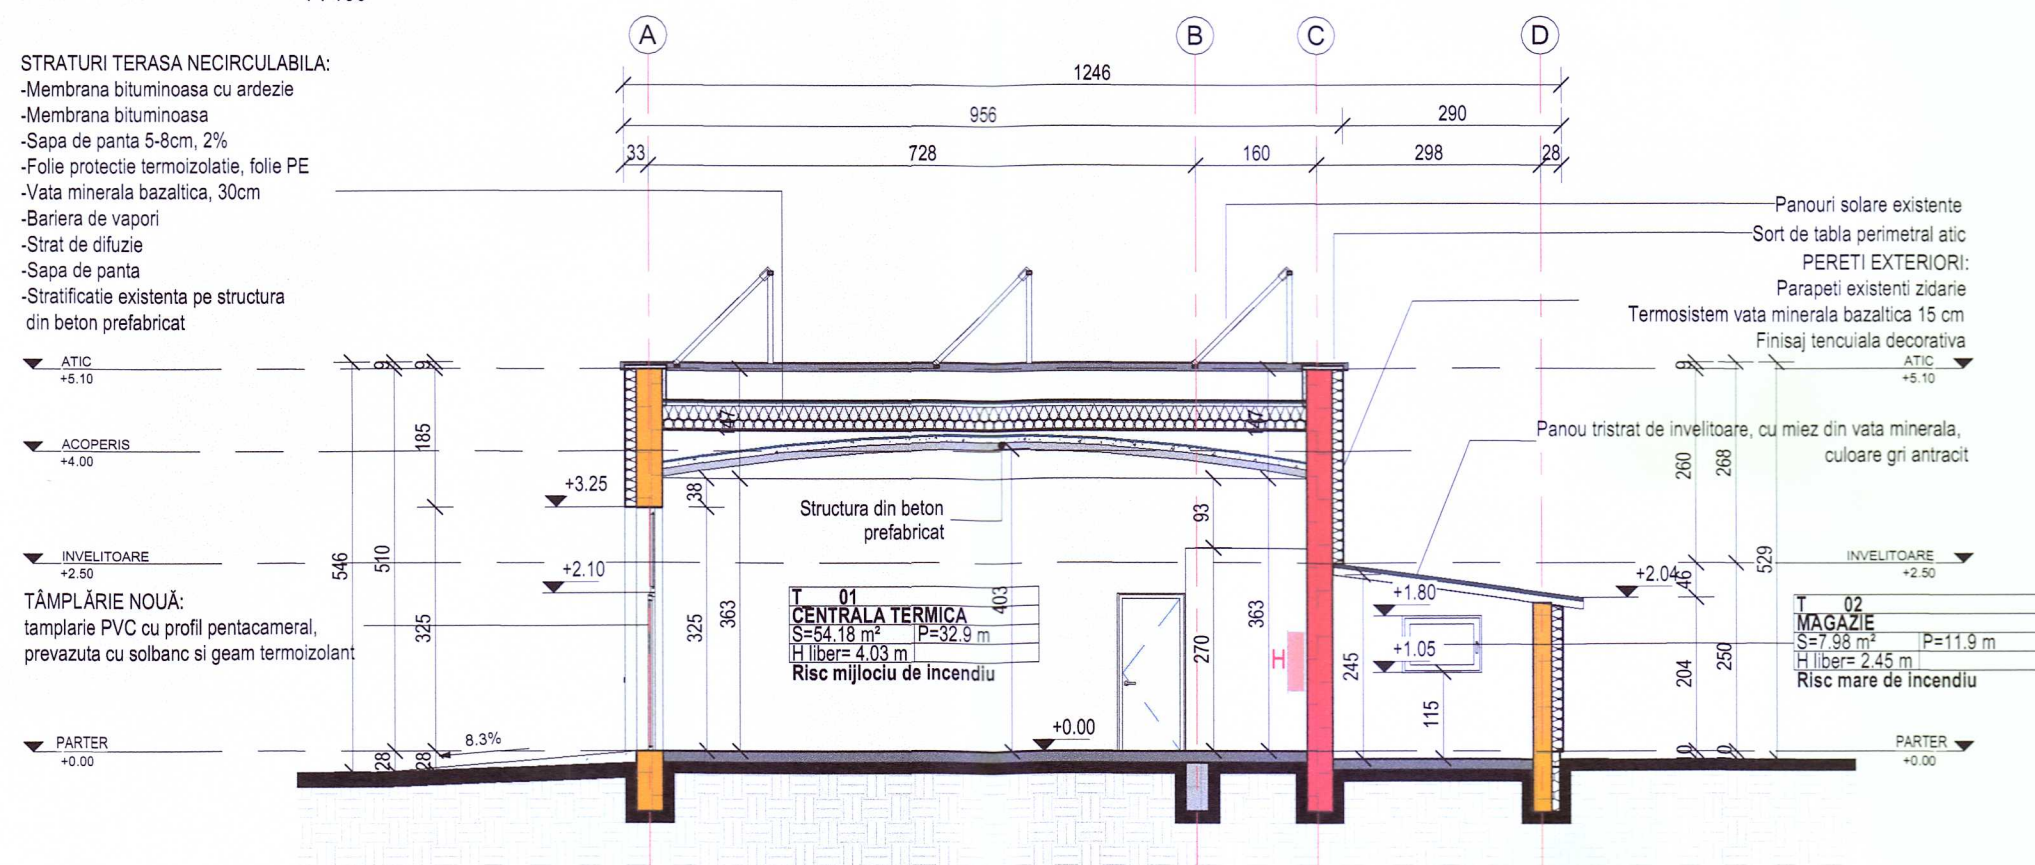 A
B
C
D
1246
956
290
33
728
160
298
28
STRATURI TERASA NECIRCULABILA:
-Membrana bituminoasa cu ardezie
-Membrana bituminoasa
-Sapa de panta 5-8cm, 2%
-Folie protectie termoizolatie, folie PE
-Vata minerala bazaltica, 30cm
-Bariera de vapori
-Strat de difuzie
-Sapa de panta
-Stratificatie existenta pe structura
din beton prefabricat
Panouri solare existente
Sort de tabla perimetral atic
PERETI EXTERIORI:
Parapeti existenti zidarie
Termosistem vata minerala bazaltica 15 cm
Finisaj tencuiala decorativa
ATIC
+5.10
9
9
9
ATIC
+5.10
ACOPERIS
+4.00
185
147
147
Panou tristrat de invelitoare, cu miez din vata minerala,
culoare gri antracit
260
268
+3.25
38
Structura din beton
prefabricat
93
INVELITOARE
+2.50
546
510
529
INVELITOARE
+2.50
+2.10
+2.04
46
+1.80
TÂMPLĂRIE NOUĂ:
tamplarie PVC cu profil pentacameral,
prevazuta cu solbanc si geam termoizolant
325
325
363
T 01
CENTRALA TERMICA
S=54.18 m² P=32.9 m
H liber= 4.03 m
Risc mijlociu de incendiu
403
270
363
H
245
+1.05
115
204
250
T 02
MAGAZIE
S=7.98 m² P=11.9 m
H liber= 2.45 m
Risc mare de incendiu
PARTER
+0.00
28
28
8.3%
+0.00
PARTER
+0.00